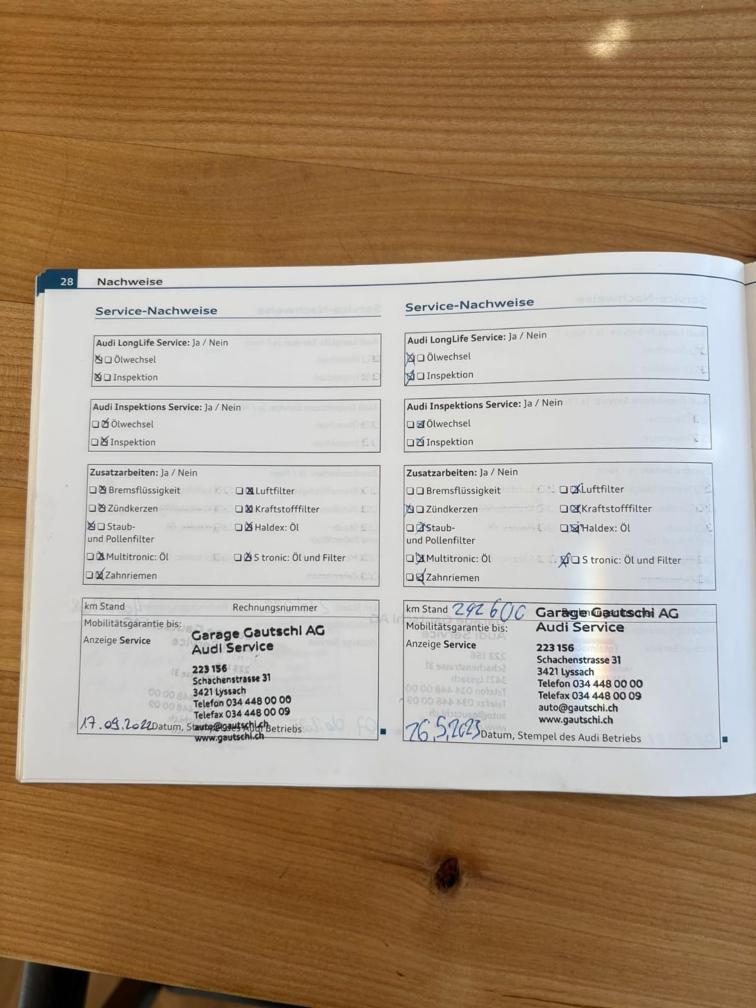 28 Nachweise
Service-Nachweise
Audi LongLife Service: Ja / Nein
Ölwechsel
Inspektion
Audi Inspektions Service: Ja / Nein
Ölwechsel
Inspektion
Zusatzarbeiten: Ja / Nein
Bremsflüssigkeit Luftfilter
Zündkerzen Kraftstofffilter
Staub- Haldex: Öl
und Pollenfilter
Multitronic: Öl S tronic: Öl und Filter
Zahnriemen
km Stand Rechnungsnummer
Mobilitätsgarantie bis:
Anzeige Service
Garage Gautschi AG
Audi Service
223 156
Schachenstrasse 31
3421 Lyssach
Telefon 034 448 00 00
Telefax 034 448 00 09
auto@gautschi.ch
www.gautschi.ch
17.09.2022 Datum, Stempel des Audi Betriebs
Service-Nachweise
Audi LongLife Service: Ja / Nein
Ölwechsel
Inspektion
Audi Inspektions Service: Ja / Nein
Ölwechsel
Inspektion
Zusatzarbeiten: Ja / Nein
Bremsflüssigkeit Luftfilter
Zündkerzen Kraftstofffilter
Staub- Haldex: Öl
und Pollenfilter
Multitronic: Öl S tronic: Öl und Filter
Zahnriemen
km Stand 242600
Mobilitätsgarantie bis:
Anzeige Service
Garage Gautschi AG
Audi Service
223 156
Schachenstrasse 31
3421 Lyssach
Telefon 034 448 00 00
Telefax 034 448 00 09
auto@gautschi.ch
www.gautschi.ch
26.5.2023 Datum, Stempel des Audi Betriebs